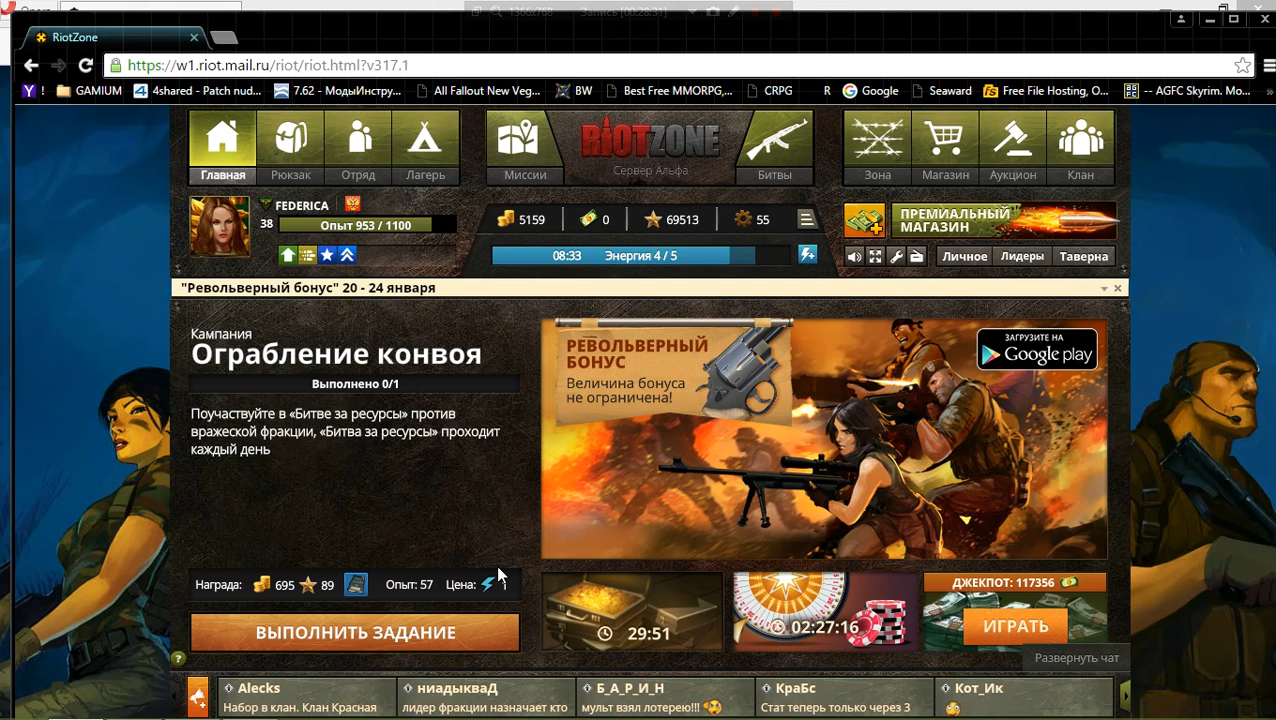 1366x768 Запись [00:28:31]
RiotZone
https://w1.riot.mail.ru/riot/riot.html?v317.1
Y ! GAMIUM 4shared - Patch nud... 7.62 - МодыИнстру... All Fallout New Veg... BW Best Free MMORPG,... CRPG R Google Seaward Free File Hosting, O... -- AGFC Skyrim. Mo... »
Главная Рюкзак Отряд Лагерь Миссии RiOTZONE Сервер Альфа Битвы Зона Магазин Аукцион Клан
FEDERICA
38 Опыт 953 / 1100
5159 0 69513 55
ПРЕМИАЛЬНЫЙ
МАГАЗИН
08:33 Энергия 4 / 5
Личное Лидеры Таверна
"Револьверный бонус" 20 - 24 января
Кампания
Ограбление конвоя
Выполнено 0/1
Поучаствуйте в «Битве за ресурсы» против
вражеской фракции, «Битва за ресурсы» проходит
каждый день
РЕВОЛЬВЕРНЫЙ
БОНУС
Величина бонуса
не ограничена!
ЗАГРУЗИТЕ НА
Google play
Награда: 695 89 Опыт: 57 Цена: 1
ВЫПОЛНИТЬ ЗАДАНИЕ
29:51
02:27:16
ДЖЕКПОТ: 117356
ИГРАТЬ
Развернуть чат
?
Alecks
Набор в клан. Клан Красная
ниадыкваД
лидер фракции назначает кто
Б_А_Р_И_Н
мульт взял лотерею!!!
КраБс
Стат теперь только через 3
Кот_Ик